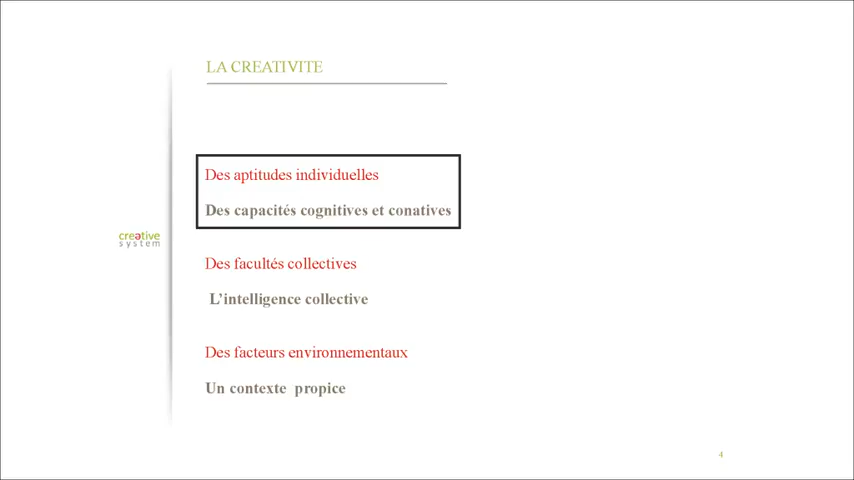 LA CREATIVITE
Des aptitudes individuelles
Des capacités cognitives et conatives
creative
system
Des facultés collectives
L'intelligence collective
Des facteurs environnementaux
Un contexte propice
4